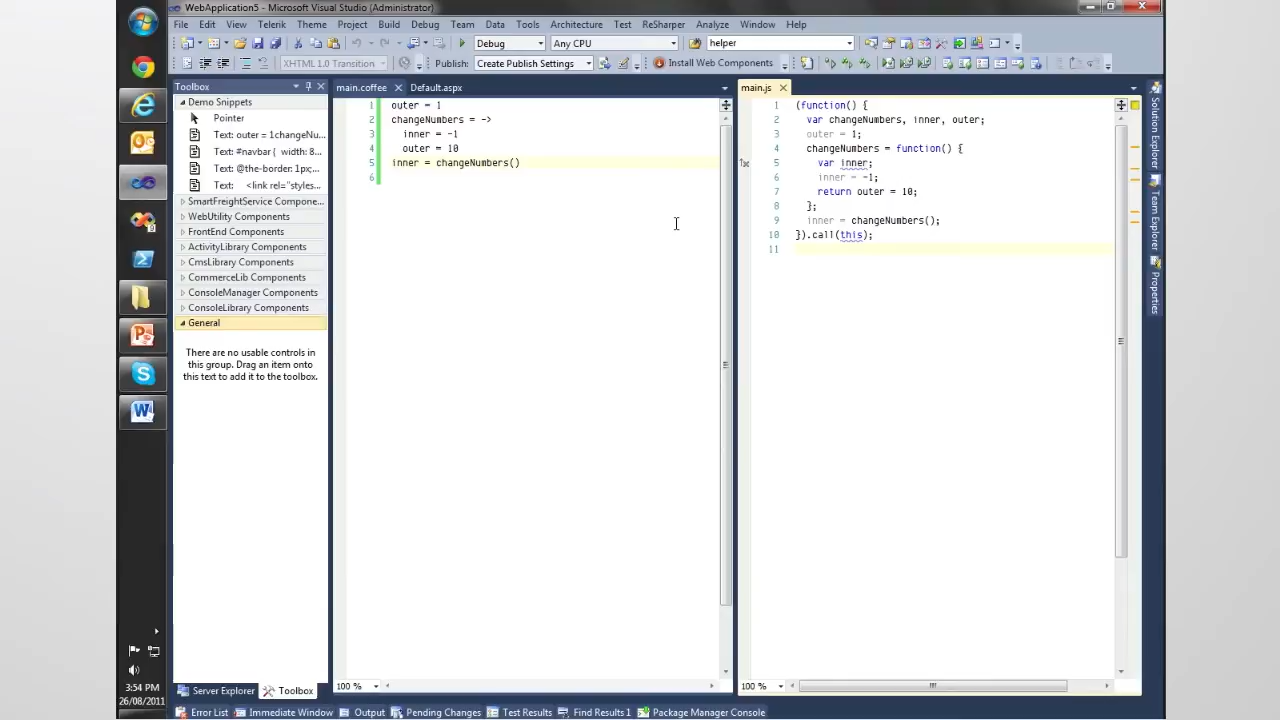 WebApplication5 - Microsoft Visual Studio (Administrator)
File Edit View Telerik Theme Project Build Debug Team Data Tools Architecture Test ReSharper Analyze Window Help
Debug Any CPU helper
XHTML 1.0 Transition Publish: Create Publish Settings Install Web Components
Toolbox
Demo Snippets
Pointer
Text: outer = 1changeNu...
Text: #navbar { width: 8...
Text: @the-border: 1px;...
Text: <link rel="styles...
SmartFreightService Compone...
WebUtility Components
FrontEnd Components
ActivityLibrary Components
CmsLibrary Components
CommerceLib Components
ConsoleManager Components
ConsoleLibrary Components
General
There are no usable controls in
this group. Drag an item onto
this text to add it to the toolbox.
Server Explorer Toolbox
main.coffee Default.aspx
1 outer = 1
2 changeNumbers = ->
3 inner = -1
4 outer = 10
5 inner = changeNumbers()
6
100 %
main.js
1 (function() {
2 var changeNumbers, inner, outer;
3 outer = 1;
4 changeNumbers = function() {
5 var inner;
6 inner = -1;
7 return outer = 10;
8 };
9 inner = changeNumbers();
10 }).call(this);
11
100 %
Solution Explorer
Team Explorer
Properties
Error List Immediate Window Output Pending Changes Test Results Find Results 1 Package Manager Console
3:54 PM
26/08/2011